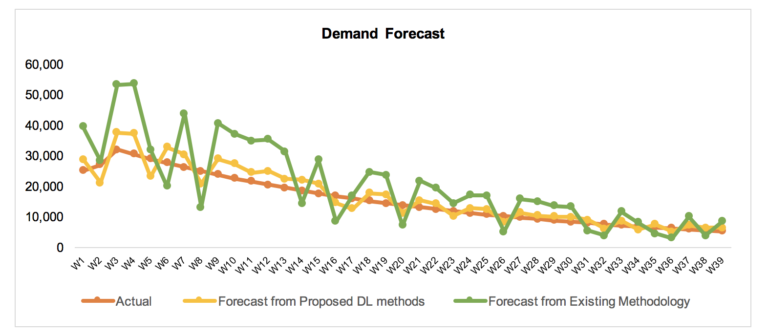 Demand Forecast
60,000
50,000
40,000
30,000
20,000
10,000
0
W1 W2 W3 W4 W5 W6 W7 W8 W9 W10 W11 W12 W13 W14 W15 W16 W17 W18 W19 W20 W21 W22 W23 W24 W25 W26 W27 W28 W29 W30 W31 W32 W33 W34 W35 W36 W37 W38 W39
Actual Forecast from Proposed DL methods Forecast from Existing Methodology